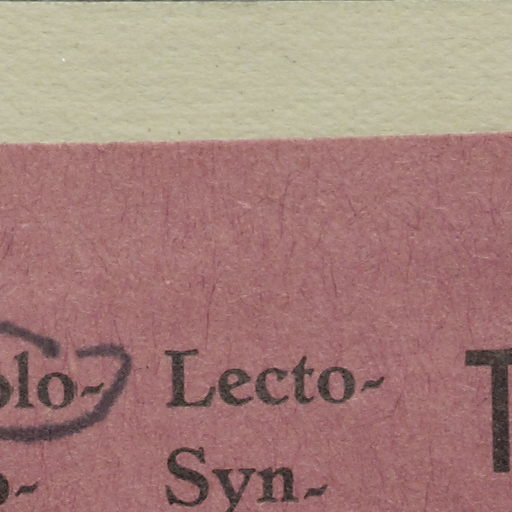 olo- Lecto- T
o- Syn-